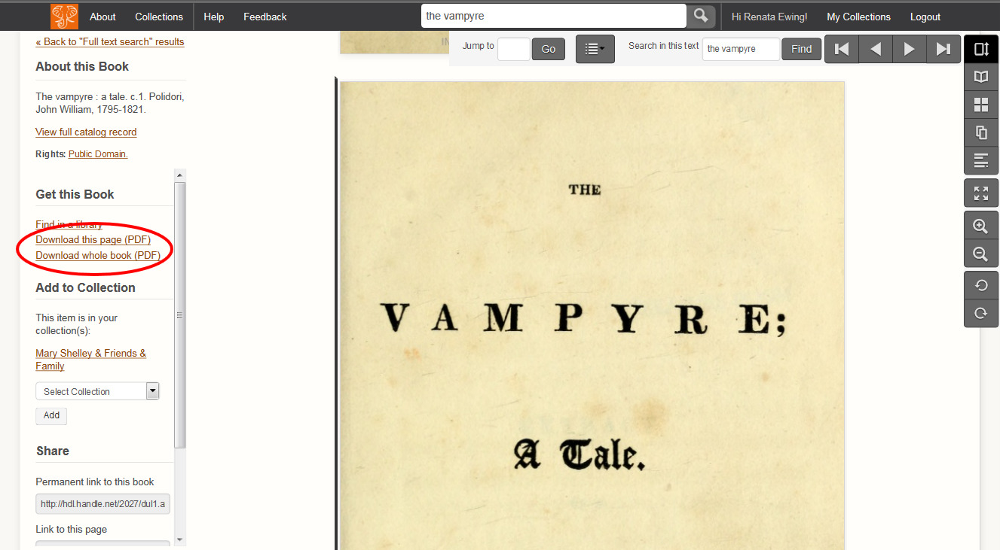 About Collections Help Feedback the vampyre Hi Renata Ewing! My Collections Logout
« Back to "Full text search" results
About this Book
The vampyre : a tale. c.1. Polidori,
John William, 1795-1821.
View full catalog record
Rights: Public Domain.
Get this Book
Find in a library
Download this page (PDF)
Download whole book (PDF)
Add to Collection
This item is in your
collection(s):
Mary Shelley & Friends &
Family
Select Collection
Add
Share
Permanent link to this book
http://hdl.handle.net/2027/dul1.a
Link to this page
Jump to Go Search in this text the vampyre Find
THE
VAMPYRE;
A Tale.